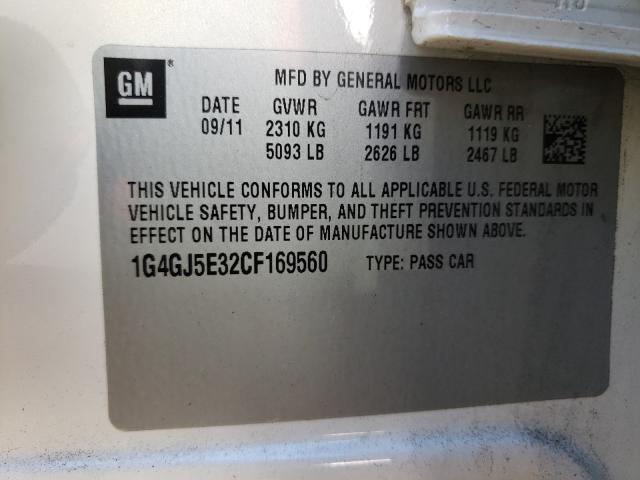 GM®
MFD BY GENERAL MOTORS LLC
DATE GVWR GAWR FRT GAWR RR
09/11 2310 KG 1191 KG 1119 KG
5093 LB 2626 LB 2467 LB
THIS VEHICLE CONFORMS TO ALL APPLICABLE U.S. FEDERAL MOTOR
VEHICLE SAFETY, BUMPER, AND THEFT PREVENTION STANDARDS IN
EFFECT ON THE DATE OF MANUFACTURE SHOWN ABOVE.
1G4GJ5E32CF169560 TYPE: PASS CAR